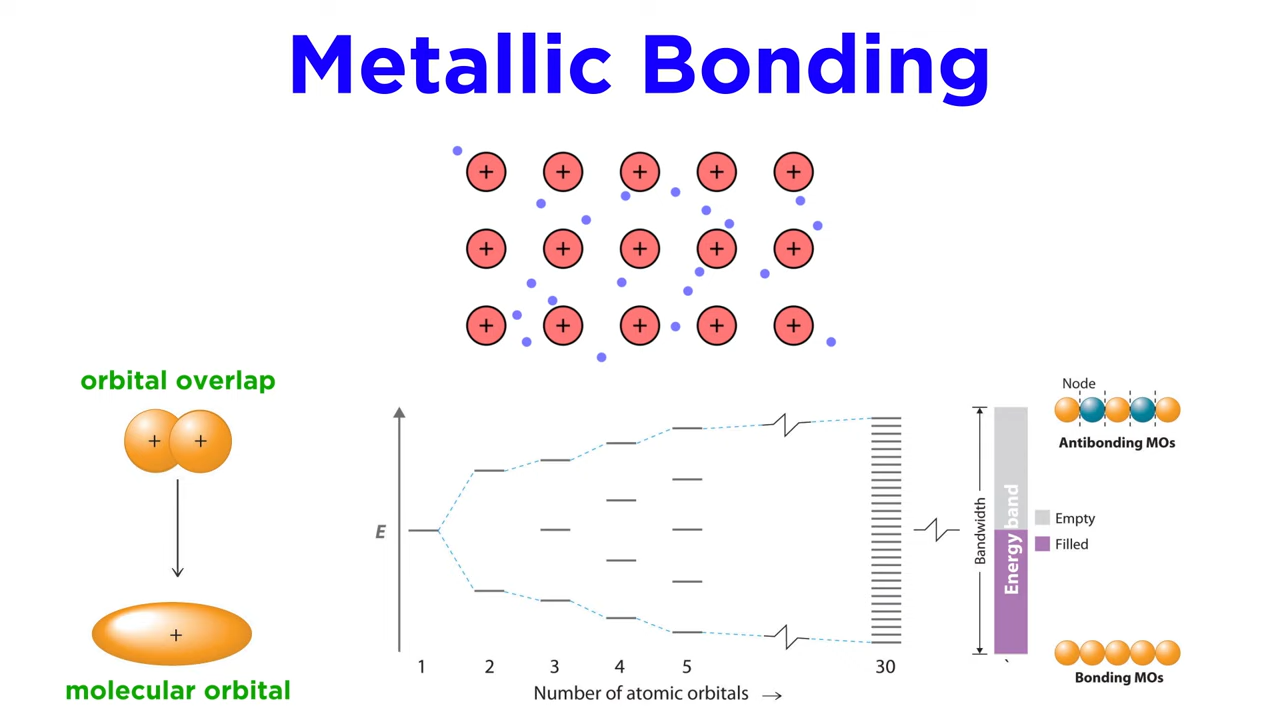 Metallic Bonding
+ + + + +
+ + + + +
+ + + + +
orbital overlap
+ +
+
molecular orbital
E
1 2 3 4 5 30
Number of atomic orbitals →
Bandwidth
Energy band
Empty
Filled
Node
Antibonding MOs
Bonding MOs